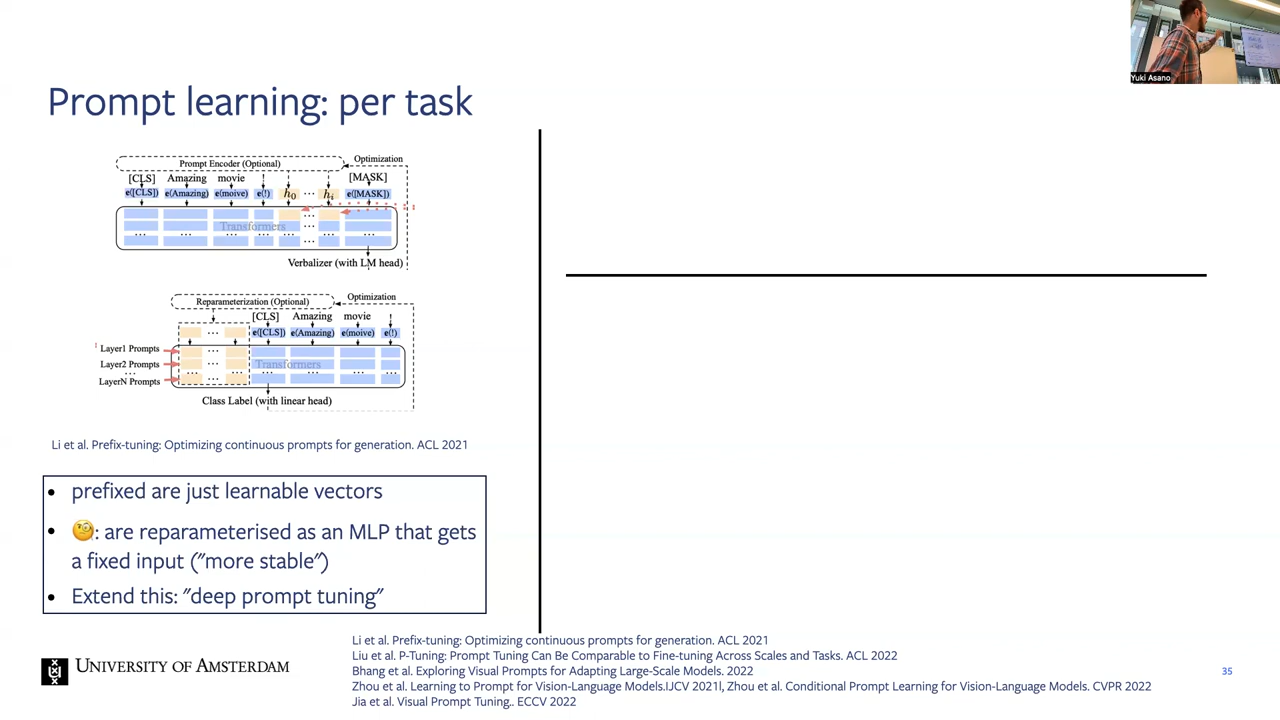 Yuki Asano
Prompt learning: per task
Prompt Encoder (Optional)
Optimization
[CLS] Amazing movie ! [MASK]
e([CLS]) e(Amazing) e(moive) e(!) h0 ... hi e([MASK])
...
Transformers
... ... ... ... ... ... ...
Verbalizer (with LM head)
Reparameterization (Optional)
Optimization
[CLS] Amazing movie !
... e([CLS]) e(Amazing) e(moive) e(!)
Layer1 Prompts ...
Layer2 Prompts ... Transformers
... ... ... ... ... ... ...
LayerN Prompts
Class Label (with linear head)
Li et al. Prefix-tuning: Optimizing continuous prompts for generation. ACL 2021
• prefixed are just learnable vectors
• 🧐: are reparameterised as an MLP that gets
a fixed input ("more stable")
• Extend this: "deep prompt tuning"
Li et al. Prefix-tuning: Optimizing continuous prompts for generation. ACL 2021
Liu et al. P-Tuning: Prompt Tuning Can Be Comparable to Fine-tuning Across Scales and Tasks. ACL 2022
Bhang et al. Exploring Visual Prompts for Adapting Large-Scale Models. 2022
Zhou et al. Learning to Prompt for Vision-Language Models.IJCV 2021l, Zhou et al. Conditional Prompt Learning for Vision-Language Models. CVPR 2022
Jia et al. Visual Prompt Tuning.. ECCV 2022
UNIVERSITY OF AMSTERDAM
35